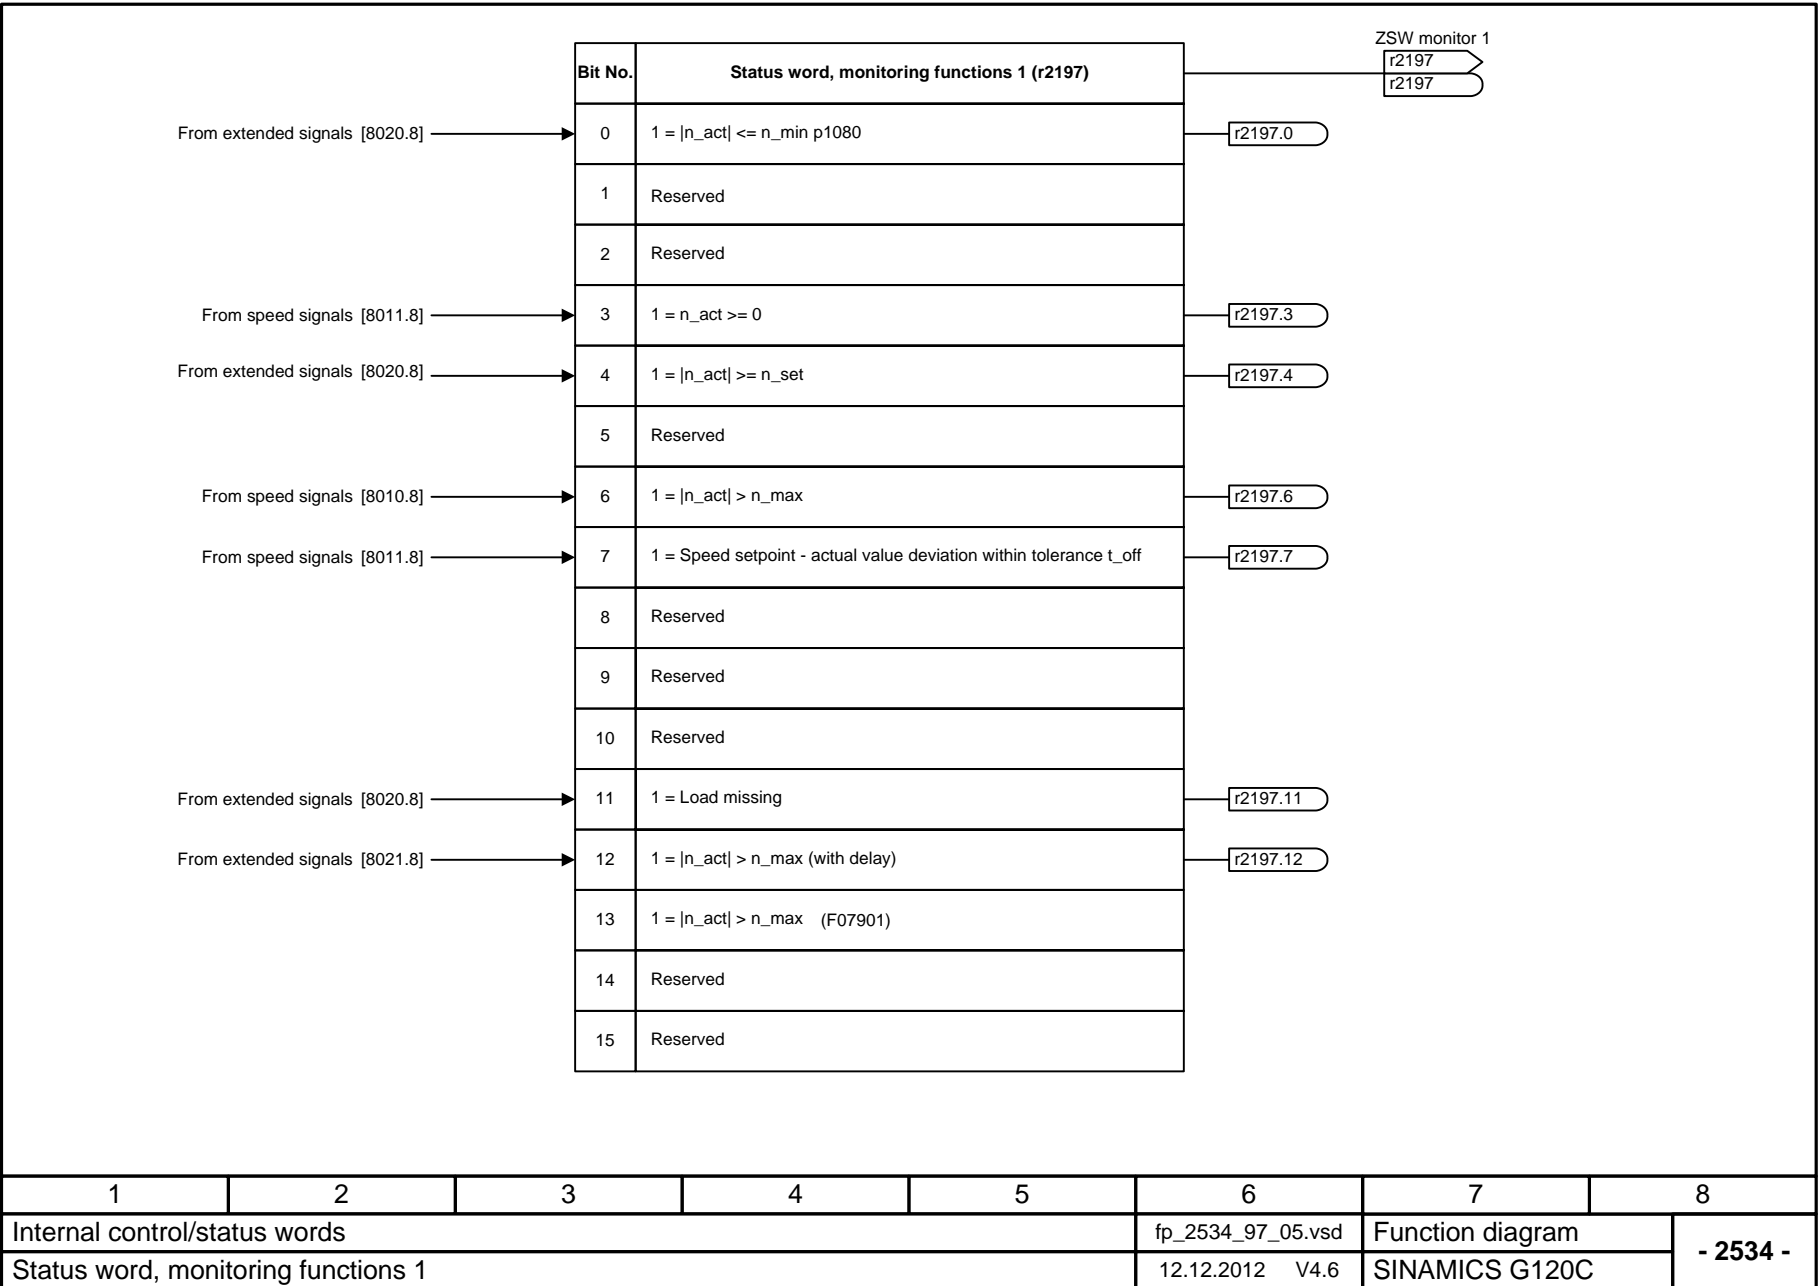 ZSW monitor 1
Bit No. Status word, monitoring functions 1 (r2197) r2197
r2197
From extended signals [8020.8] 0 1 = |n_act| <= n_min p1080 r2197.0
1 Reserved
2 Reserved
From speed signals [8011.8] 3 1 = n_act >= 0 r2197.3
From extended signals [8020.8] 4 1 = |n_act| >= n_set r2197.4
5 Reserved
From speed signals [8010.8] 6 1 = |n_act| > n_max r2197.6
From speed signals [8011.8] 7 1 = Speed setpoint - actual value deviation within tolerance t_off r2197.7
8 Reserved
9 Reserved
10 Reserved
From extended signals [8020.8] 11 1 = Load missing r2197.11
From extended signals [8021.8] 12 1 = |n_act| > n_max (with delay) r2197.12
13 1 = |n_act| > n_max (F07901)
14 Reserved
15 Reserved
1 2 3 4 5 6 7 8
Internal control/status words fp_2534_97_05.vsd Function diagram - 2534 -
Status word, monitoring functions 1 12.12.2012 V4.6 SINAMICS G120C